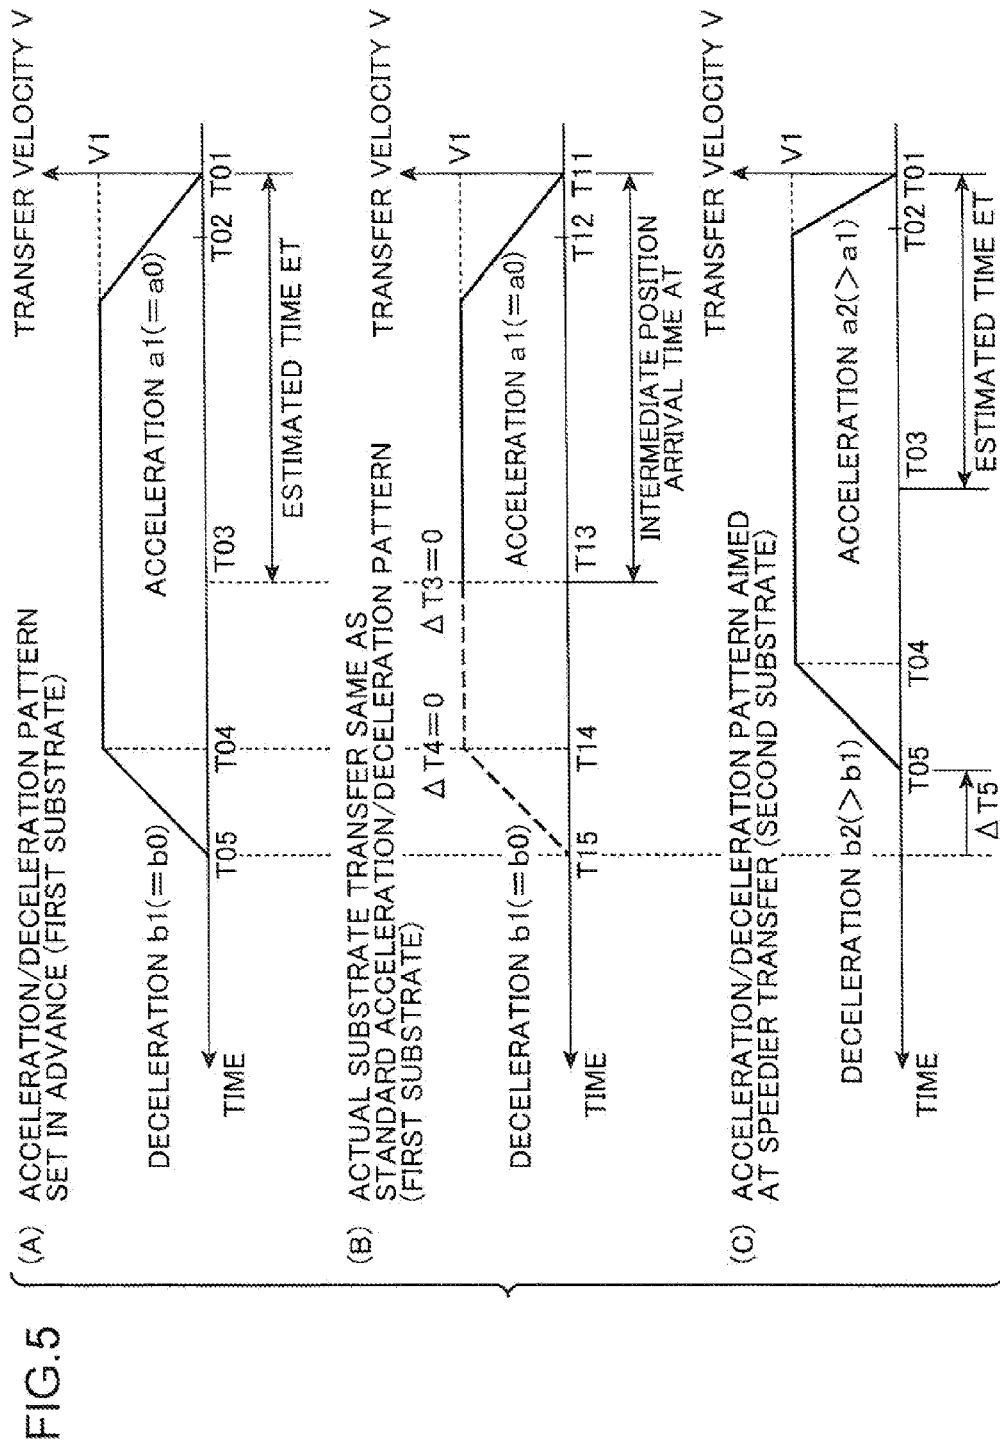 FIG.5
(A) ACCELERATION/DECELERATION PATTERN
SET IN ADVANCE (FIRST SUBSTRATE)
TRANSFER VELOCITY V
V1
DECELERATION b1(=b0)
ACCELERATION a1(=a0)
TIME
T05
T04
T03
T02
T01
ESTIMATED TIME ET
(B) ACTUAL SUBSTRATE TRANSFER SAME AS
STANDARD ACCELERATION/DECELERATION PATTERN
(FIRST SUBSTRATE)
TRANSFER VELOCITY V
Δ T4=0
Δ T3=0
V1
DECELERATION b1(=b0)
ACCELERATION a1(=a0)
TIME
T15
T14
T13
T12
T11
INTERMEDIATE POSITION
ARRIVAL TIME AT
(C) ACCELERATION/DECELERATION PATTERN AIMED
AT SPEEDIER TRANSFER (SECOND SUBSTRATE)
TRANSFER VELOCITY V
V1
DECELERATION b2(> b1)
ACCELERATION a2(> a1)
TIME
T05
T04
T03
T02
T01
Δ T5
ESTIMATED TIME ET